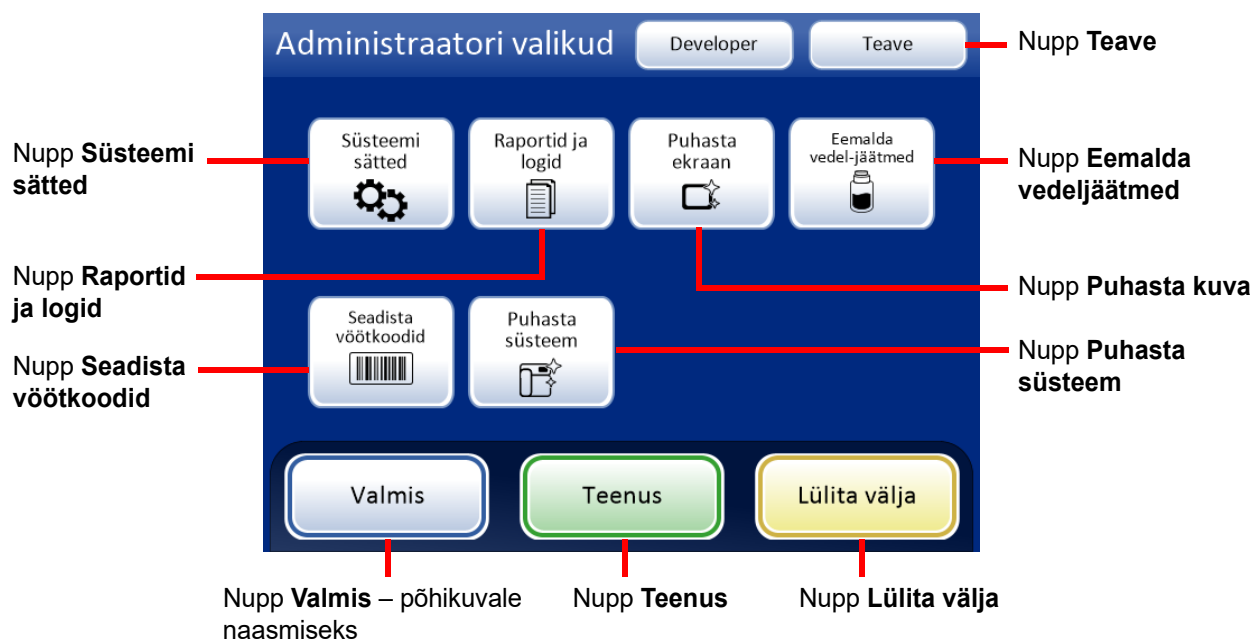 Administraatori valikud
Developer
Teave
Nupp Teave
Süsteemi
sätted
Raportid ja
logid
Puhasta
ekraan
Eemalda
vedel-jäätmed
Nupp Süsteemi
sätted
Nupp Eemalda
vedeljäätmed
Nupp Raportid
ja logid
Nupp Puhasta kuva
Seadista
vöötkoodid
Puhasta
süsteem
Nupp Seadista
vöötkoodid
Nupp Puhasta
süsteem
Valmis
Teenus
Lülita välja
Nupp Valmis – põhikuvale
naasmiseks
Nupp Teenus
Nupp Lülita välja